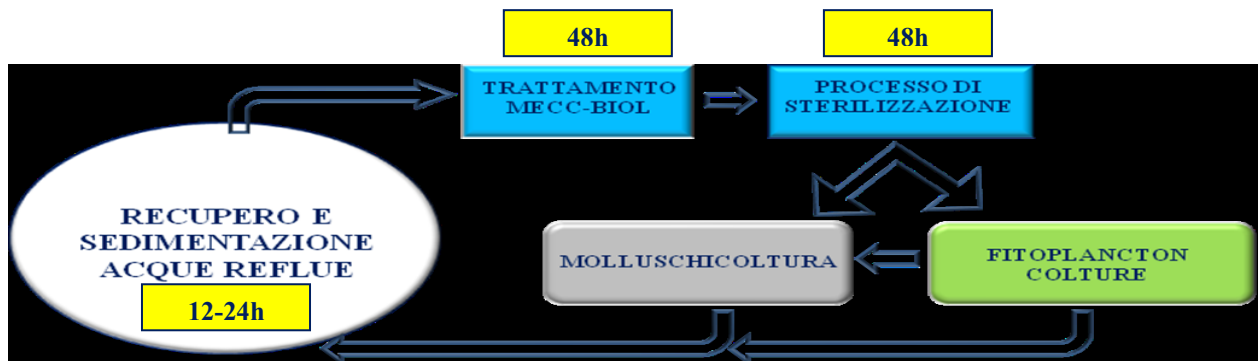 48h
48h
TRATTAMENTO
MECC-BIOL
PROCESSO DI
STERILIZZAZIONE
RECUPERO E
SEDIMENTAZIONE
ACQUE REFLUE
12-24h
MOLLUSCHICOLTURA
FITOPLANCTON
COLTURE